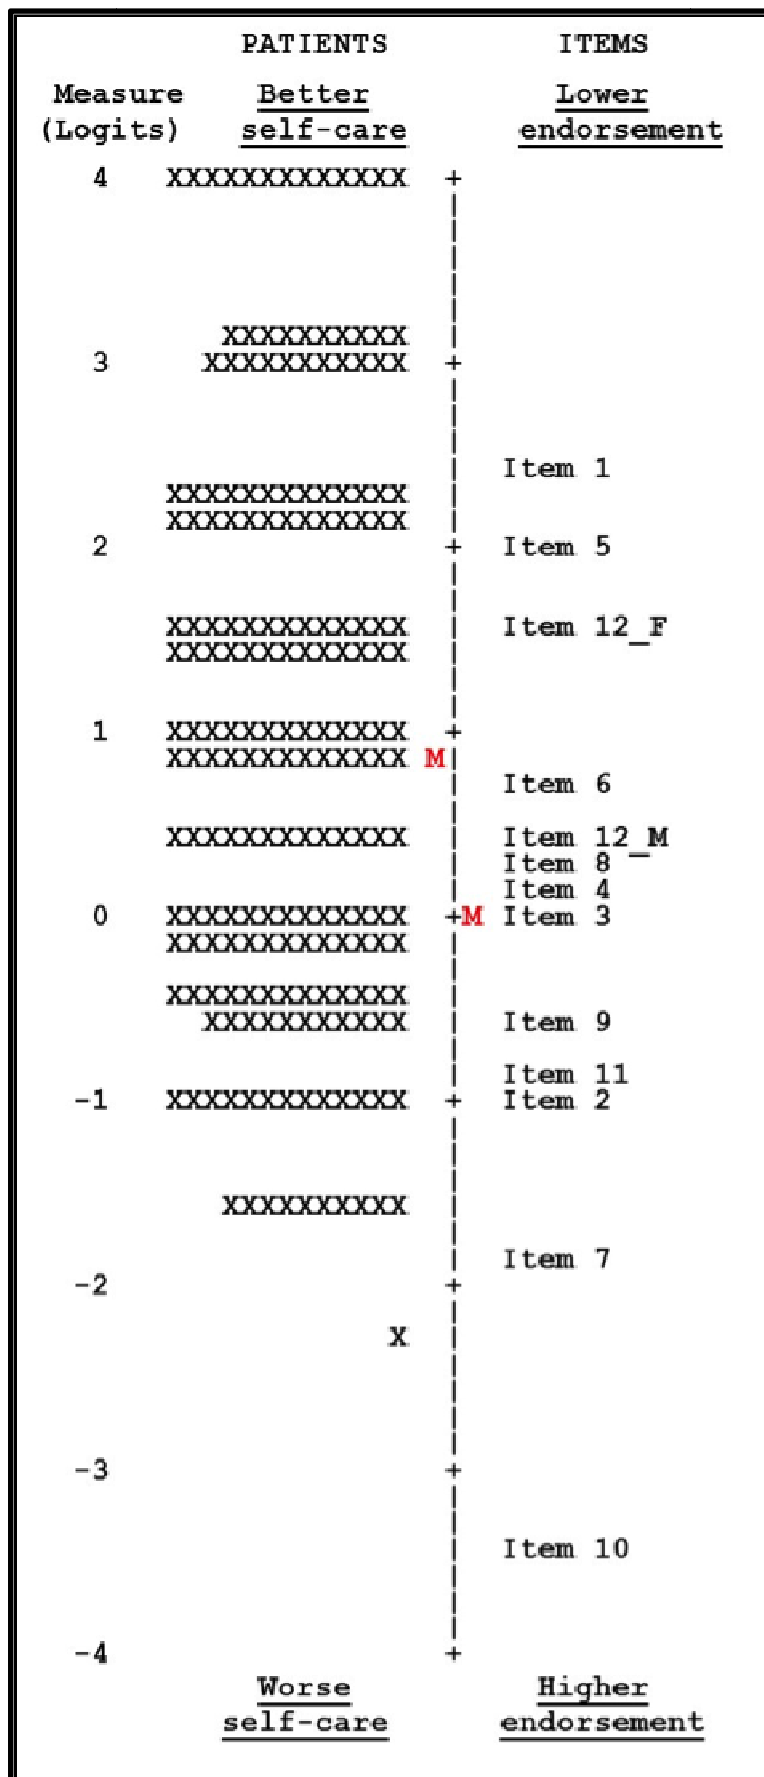 PATIENTS ITEMS
Measure Better Lower
(Logits) self-care endorsement
4 XXXXXXXXXXXXX +
XXXXXXXXXX
3 XXXXXXXXXXX +
Item 1
XXXXXXXXXXXXX
XXXXXXXXXXXXX
2 + Item 5
XXXXXXXXXXXXX Item 12_F
XXXXXXXXXXXXX
1 XXXXXXXXXXXXX +
XXXXXXXXXXXXX M
Item 6
XXXXXXXXXXXXX Item 12_M
Item 8
Item 4
0 XXXXXXXXXXXXX +M Item 3
XXXXXXXXXXXXX
XXXXXXXXXXXXX
XXXXXXXXXXX Item 9
Item 11
-1 XXXXXXXXXXXXX + Item 2
XXXXXXXXXX
Item 7
-2 +
X
-3 +
Item 10
-4 +
Worse Higher
self-care endorsement